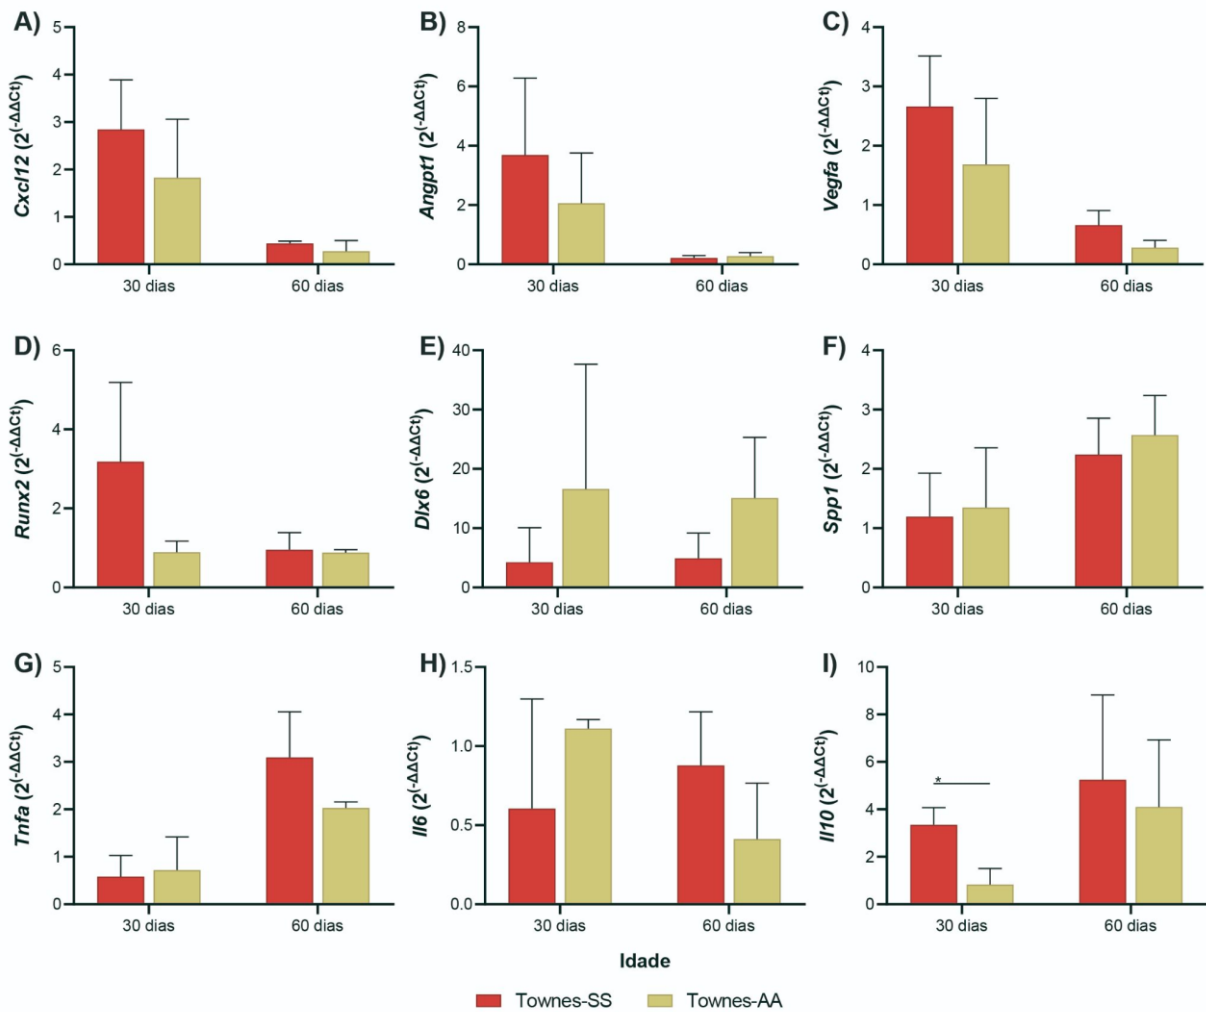 A)
Cxcl12 (2^(-ΔΔCt))
5
4
3
2
1
0
30 dias 60 dias
B)
Angpt1 (2^(-ΔΔCt))
8
6
4
2
0
30 dias 60 dias
C)
Vegfa (2^(-ΔΔCt))
4
3
2
1
0
30 dias 60 dias
D)
Runx2 (2^(-ΔΔCt))
6
4
2
0
30 dias 60 dias
E)
Dlx6 (2^(-ΔΔCt))
40
30
20
10
0
30 dias 60 dias
F)
Spp1 (2^(-ΔΔCt))
4
3
2
1
0
30 dias 60 dias
G)
Tnfa (2^(-ΔΔCt))
5
4
3
2
1
0
30 dias 60 dias
H)
Il6 (2^(-ΔΔCt))
1.5
1.0
0.5
0.0
30 dias 60 dias
I)
Il10 (2^(-ΔΔCt))
10
8
6
4
2
0
*
30 dias 60 dias
Idade
Townes-SS Townes-AA